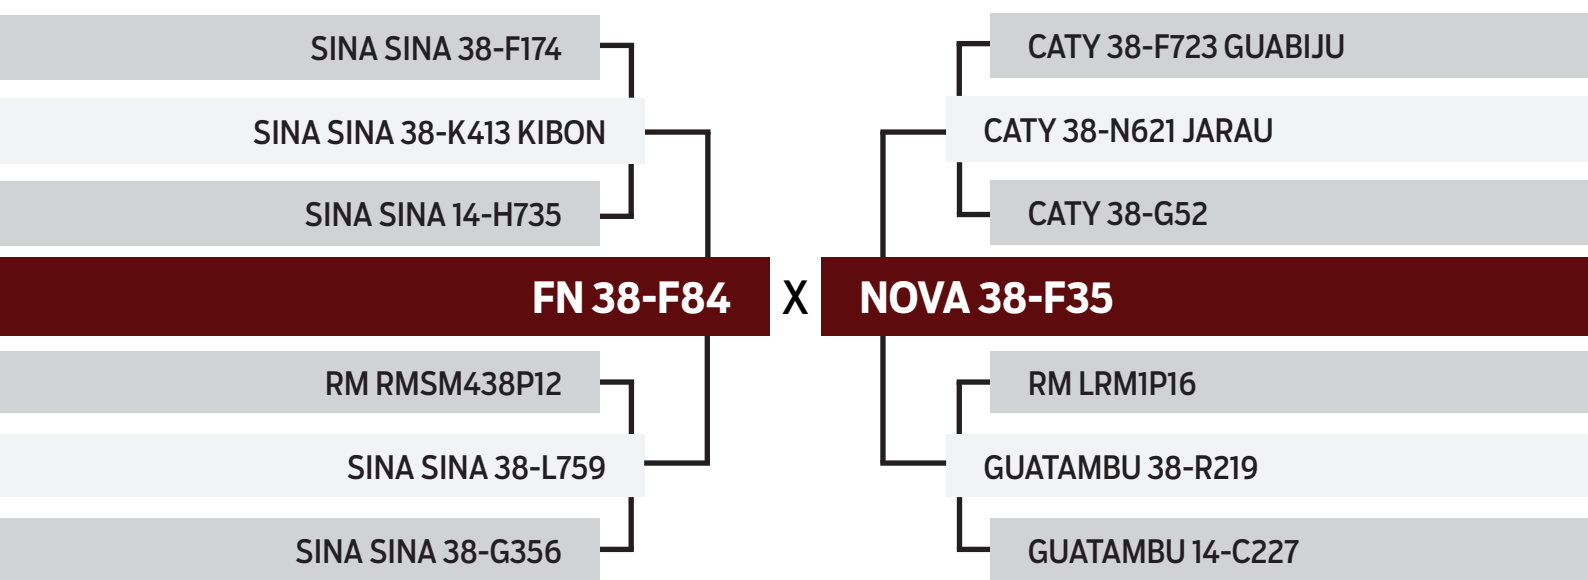 SINA SINA 38-F174
SINA SINA 38-K413 KIBON
SINA SINA 14-H735
FN 38-F84
RM RMSM438P12
SINA SINA 38-L759
SINA SINA 38-G356
X
CATY 38-F723 GUABIJU
CATY 38-N621 JARAU
CATY 38-G52
NOVA 38-F35
RM LRM1P16
GUATAMBU 38-R219
GUATAMBU 14-C227